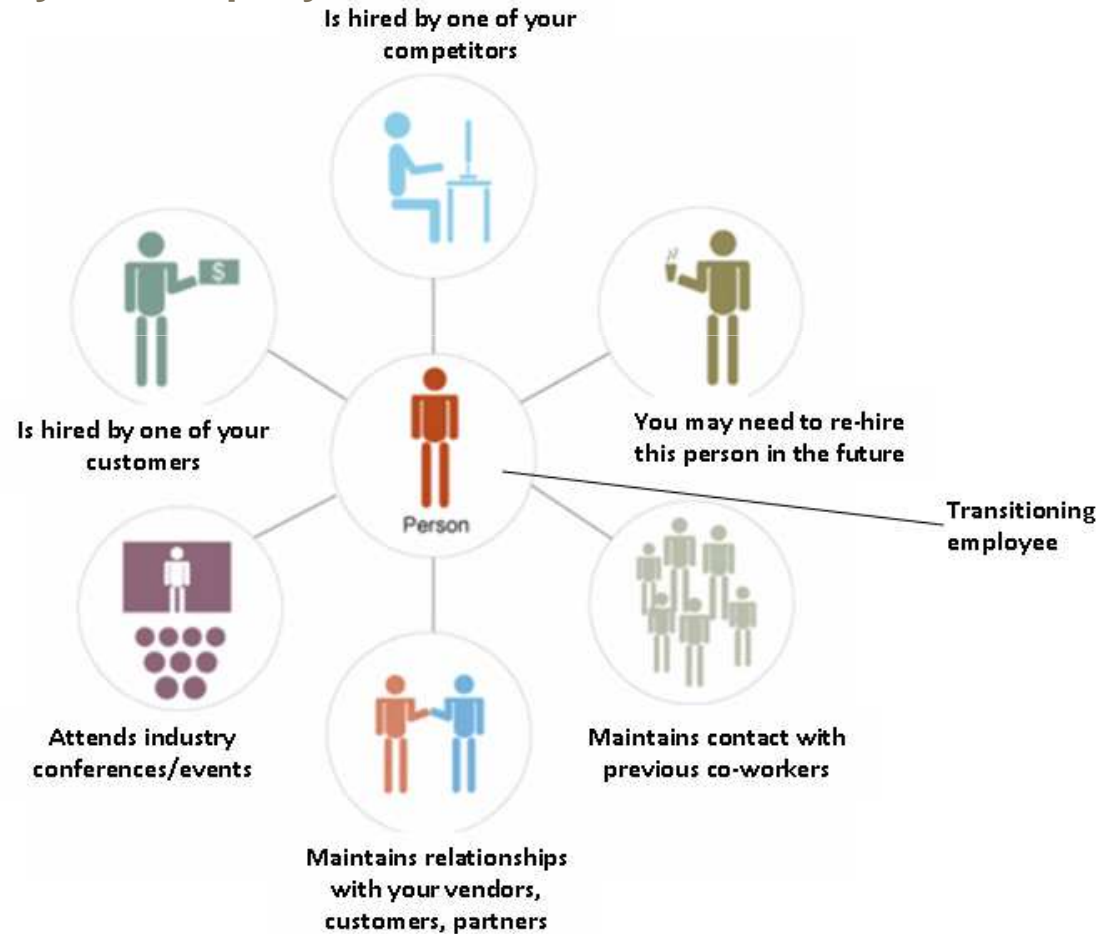 Is hired by one of your
competitors
$
Is hired by one of your
customers
You may need to re-hire
this person in the future
Person
Transitioning
employee
Attends industry
conferences/events
Maintains contact with
previous co-workers
Maintains relationships
with your vendors,
customers, partners